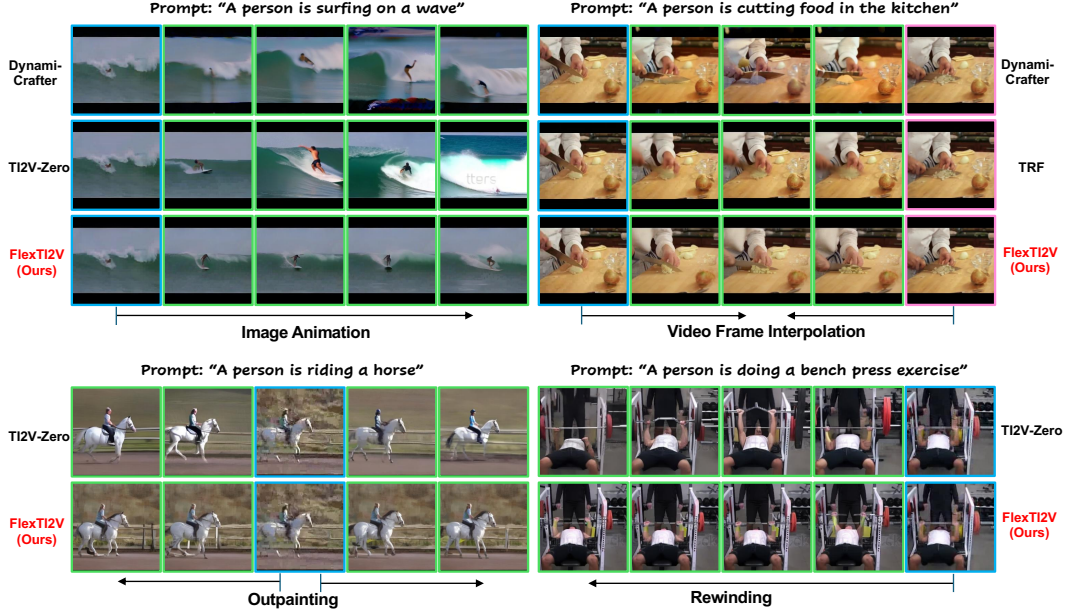 Prompt: “A person is surfing on a wave”
Dynami-
Crafter
TI2V-Zero
tters
FlexTI2V
(Ours)
Image Animation
Prompt: “A person is cutting food in the kitchen”
Dynami-
Crafter
TRF
FlexTI2V
(Ours)
Video Frame Interpolation
Prompt: “A person is riding a horse”
TI2V-Zero
FlexTI2V
(Ours)
Outpainting
Prompt: “A person is doing a bench press exercise”
TI2V-Zero
FlexTI2V
(Ours)
Rewinding